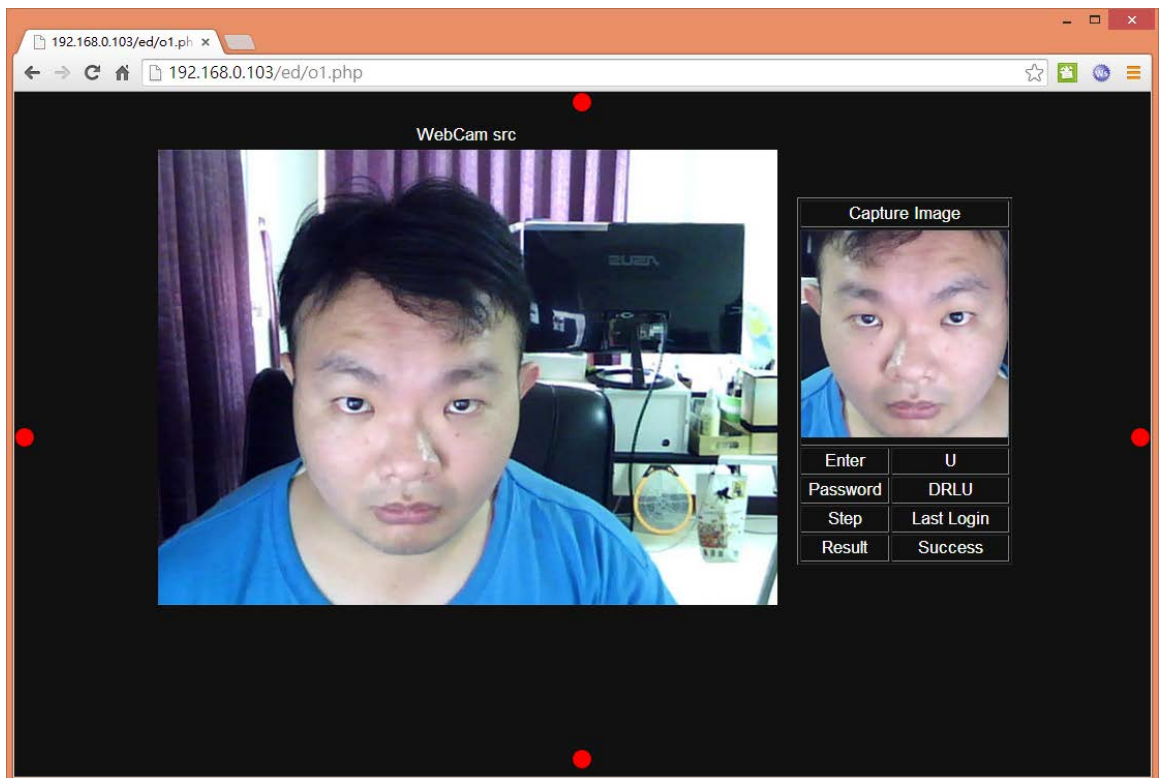 192.168.0.103/ed/o1.ph
192.168.0.103/ed/o1.php
WebCam src
ASUS
Capture Image
Enter U
Password DRLU
Step Last Login
Result Success